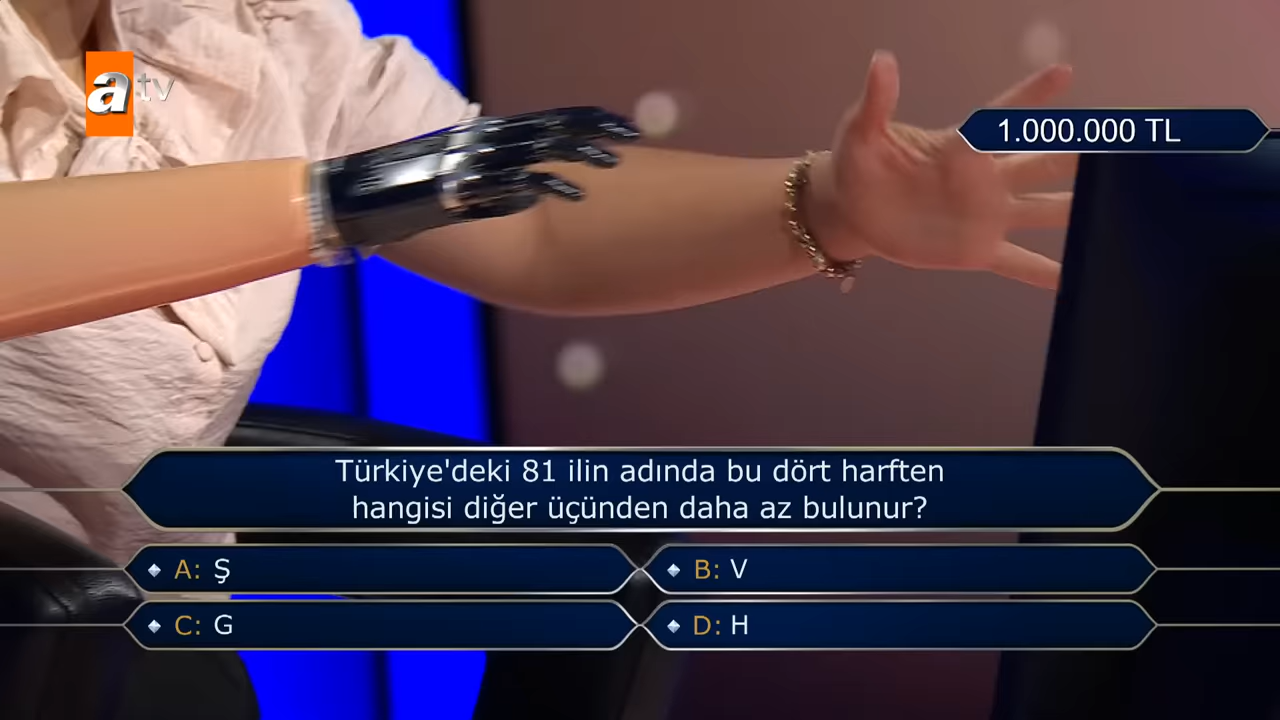 atv
1.000.000 TL
Türkiye'deki 81 ilin adında bu dört harften
hangisi diğer üçünden daha az bulunur?
A: Ş
B: V
C: G
D: H